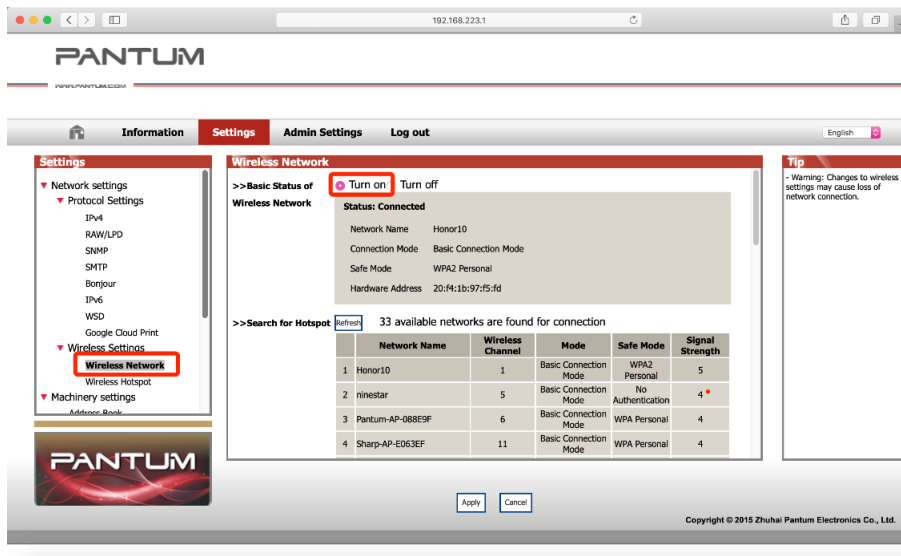 192.168.223.1
PANTUM
WWW.PANTUM.COM
Information Settings Admin Settings Log out English
Settings
Network settings
Protocol Settings
IPv4
RAW/LPD
SNMP
SMTP
Bonjour
IPv6
WSD
Google Cloud Print
Wireless Settings
Wireless Network
Wireless Hotspot
Machinery settings
Address Book
PANTUM
Wireless Network
>>Basic Status of Wireless Network
Turn on Turn off
Status: Connected
Network Name Honor10
Connection Mode Basic Connection Mode
Safe Mode WPA2 Personal
Hardware Address 20:f4:1b:97:f5:fd
>>Search for Hotspot Refresh 33 available networks are found for connection
Network Name Wireless Channel Mode Safe Mode Signal Strength
1 Honor10 1 Basic Connection Mode WPA2 Personal 5
2 ninestar 5 Basic Connection Mode No Authentication 4
3 Pantum-AP-088E9F 6 Basic Connection Mode WPA Personal 4
4 Sharp-AP-E063EF 11 Basic Connection Mode WPA Personal 4
Tip
- Warning: Changes to wireless
settings may cause loss of
network connection.
Apply Cancel
Copyright © 2015 Zhuhai Pantum Electronics Co., Ltd.